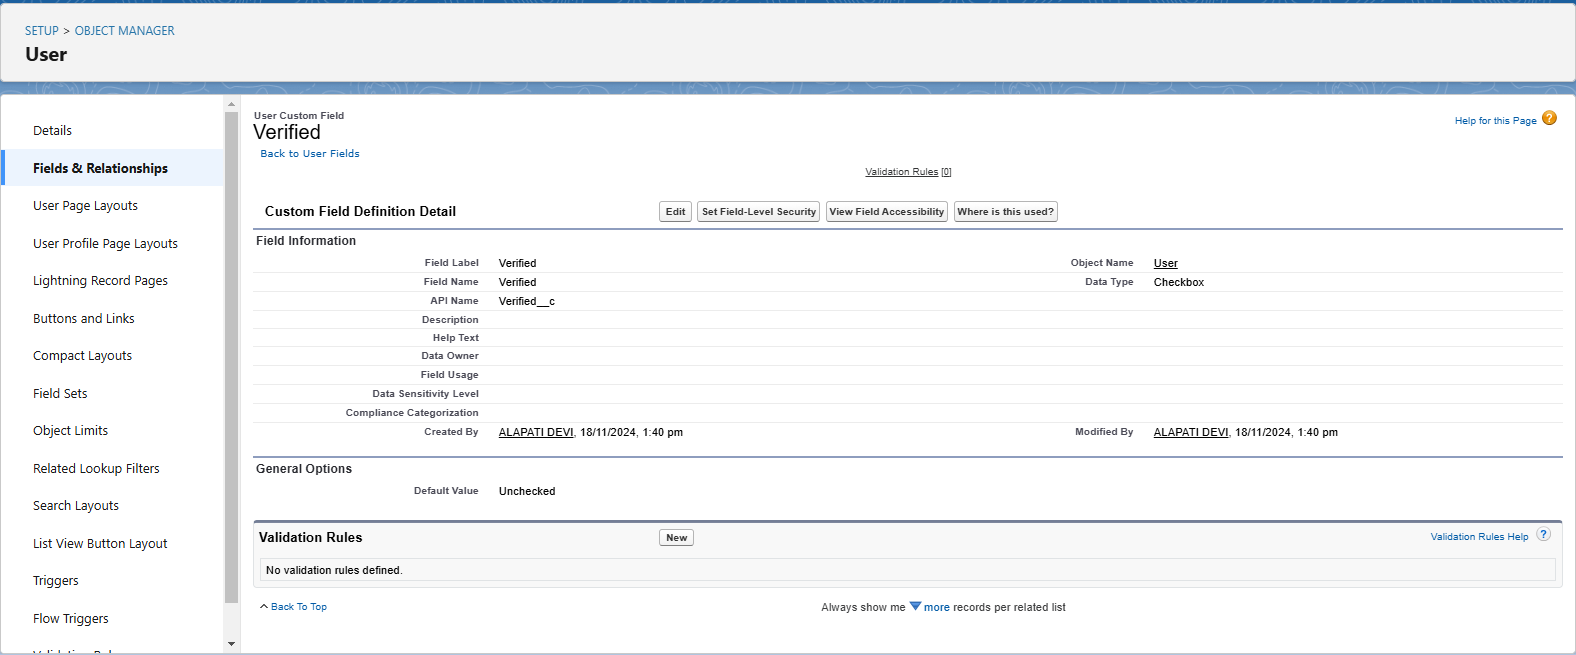 SETUP > OBJECT MANAGER
User
Details
Fields & Relationships
User Page Layouts
User Profile Page Layouts
Lightning Record Pages
Buttons and Links
Compact Layouts
Field Sets
Object Limits
Related Lookup Filters
Search Layouts
List View Button Layout
Triggers
Flow Triggers
User Custom Field
Verified
Back to User Fields
Help for this Page ?
Validation Rules [0]
Custom Field Definition Detail Edit Set Field-Level Security View Field Accessibility Where is this used?
Field Information
Field Label Verified Object Name User
Field Name Verified Data Type Checkbox
API Name Verified__c
Description
Help Text
Data Owner
Field Usage
Data Sensitivity Level
Compliance Categorization
Created By ALAPATI DEVI, 18/11/2024, 1:40 pm Modified By ALAPATI DEVI, 18/11/2024, 1:40 pm
General Options
Default Value Unchecked
Validation Rules New Validation Rules Help ?
No validation rules defined.
Back To Top Always show me more records per related list